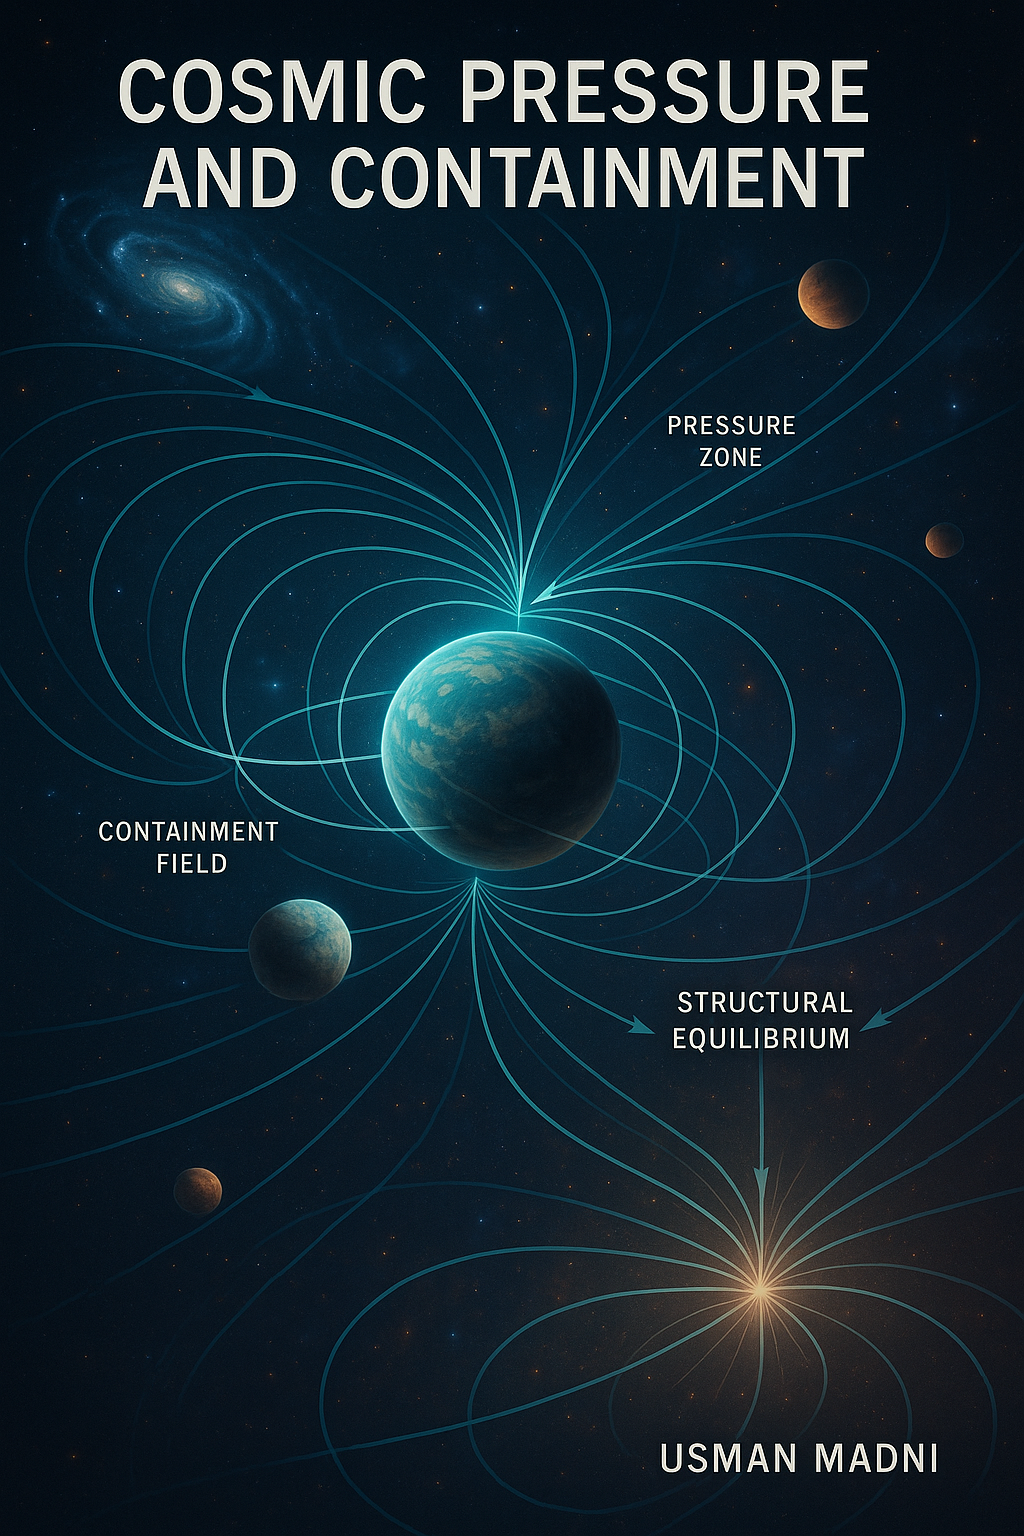 COSMIC PRESSURE
AND CONTAINMENT
PRESSURE
ZONE
CONTAINMENT
FIELD
STRUCTURAL
EQUILIBRIUM
USMAN MADNI